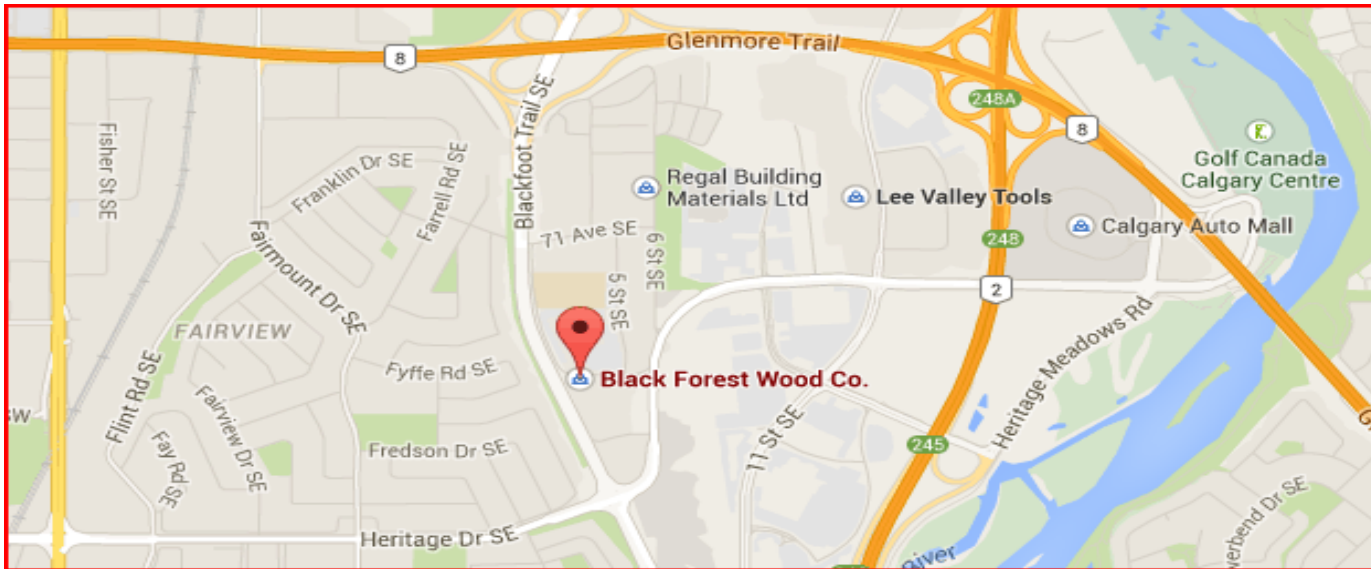 8
Glenmore Trail
248A
8
Fisher St SE
Franklin Dr SE
Farrell Rd SE
Blackfoot Trail SE
Golf Canada
Calgary Centre
Regal Building
Materials Ltd
Lee Valley Tools
Calgary Auto Mall
71 Ave SE
6 St SE
248
2
5 St SE
Fairmount Dr SE
FAIRVIEW
Heritage Meadows Rd
Black Forest Wood Co.
Fyffe Rd SE
Flint Rd SE
Fairview Dr SE
Fay Rd SE
SW
Fredson Dr SE
11 St SE
245
Heritage Dr SE
River
verbend Dr SE